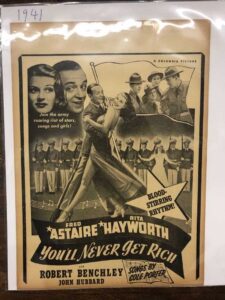 1941
A COLUMBIA PICTURE
Join the army
roaring riot of stars,
songs and girls!
BLOOD-
STIRRING
RHYTHM!
FRED RITA
ASTAIRE HAYWORTH
YOU'LL NEVER GET RICH
ROBERT BENCHLEY
JOHN HUBBARD
SONGS BY
COLE PORTER